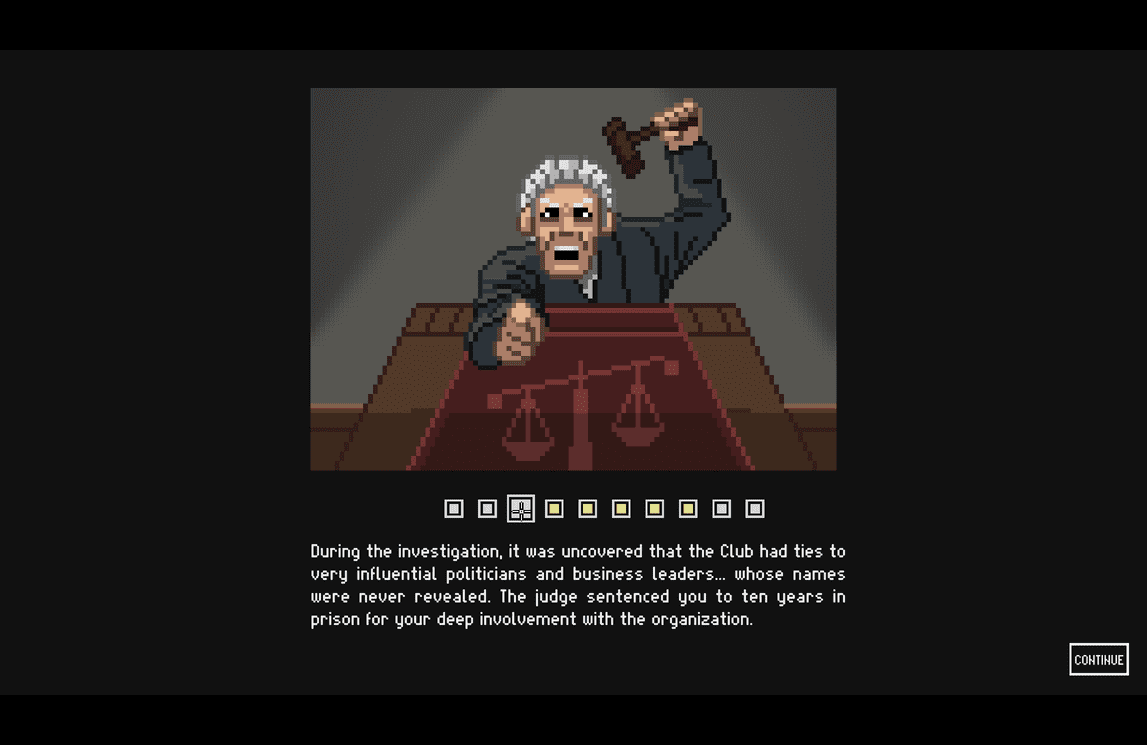 During the investigation, it was uncovered that the Club had ties to
very influential politicians and business leaders... whose names
were never revealed. The judge sentenced you to ten years in
prison for your deep involvement with the organization.
CONTINUE